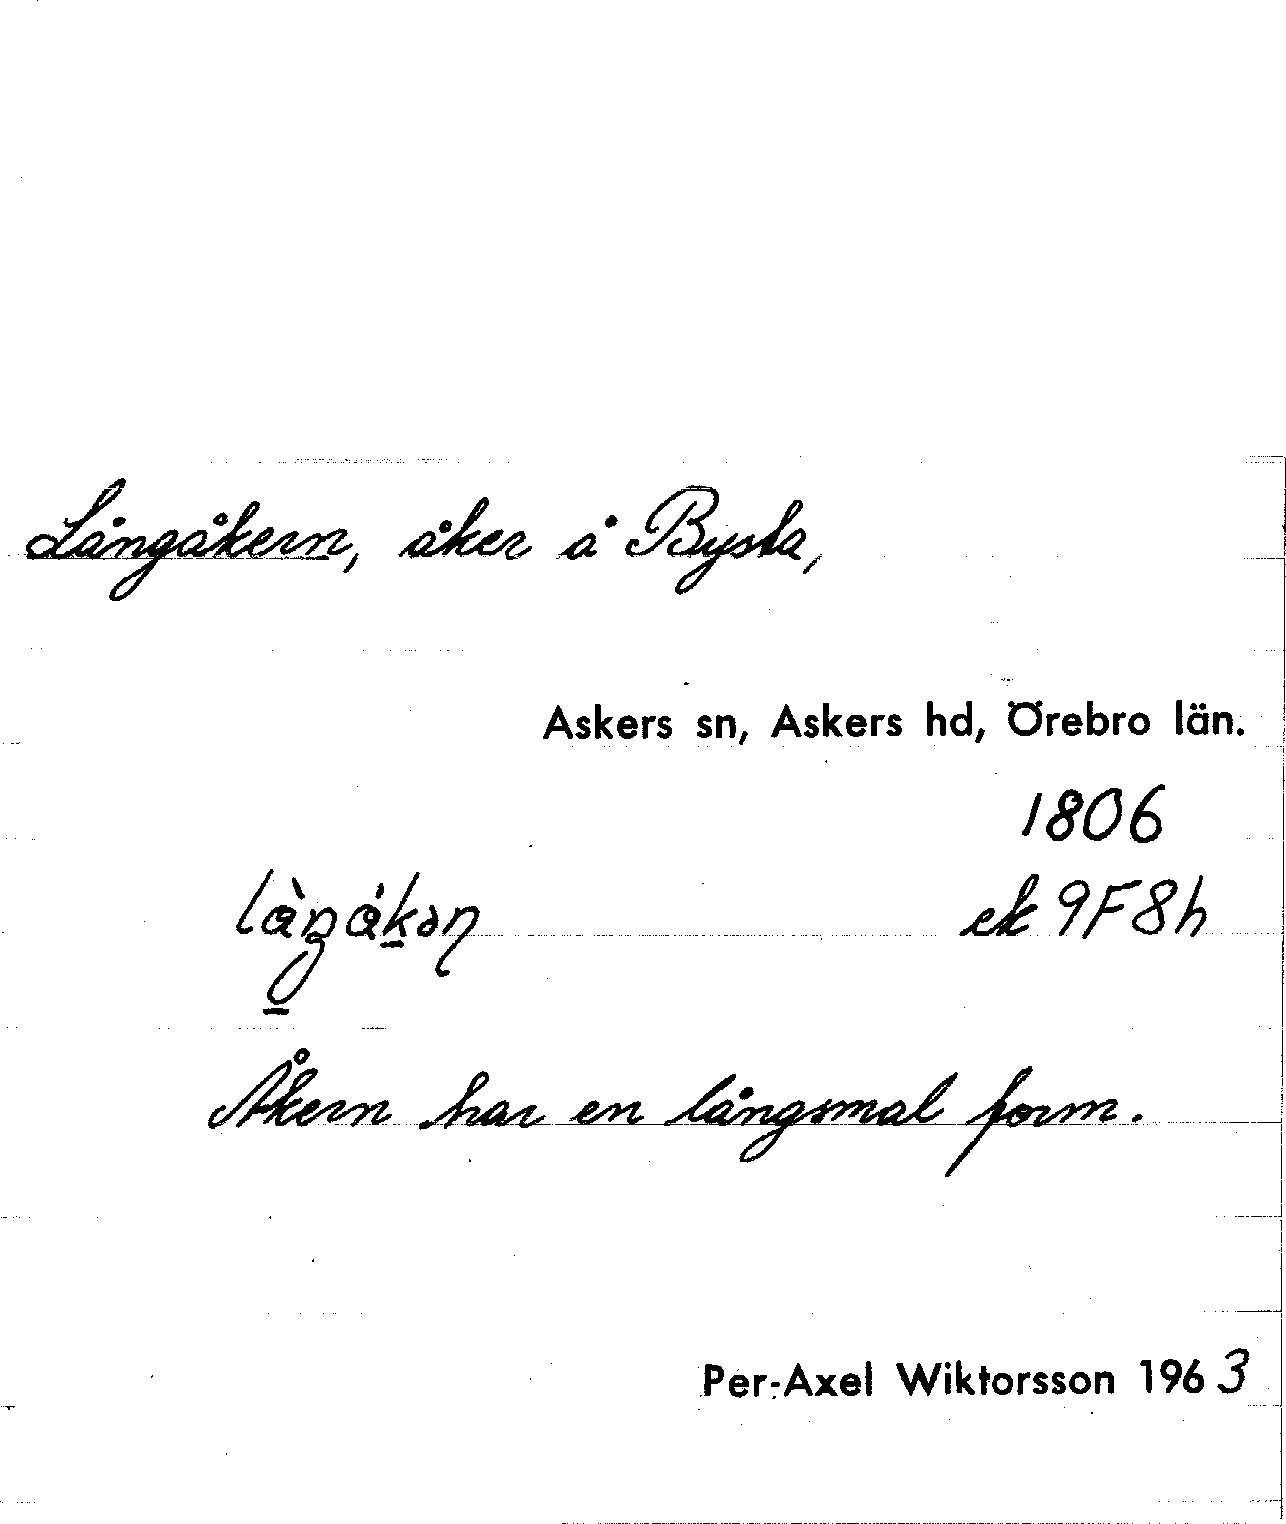 Långåkern, åker å Bysta,
Askers sn, Askers hd, Örebro län.
1806
ek 9F8h
Åkern har en långsmal form.
Per-Axel Wiktorsson 1963